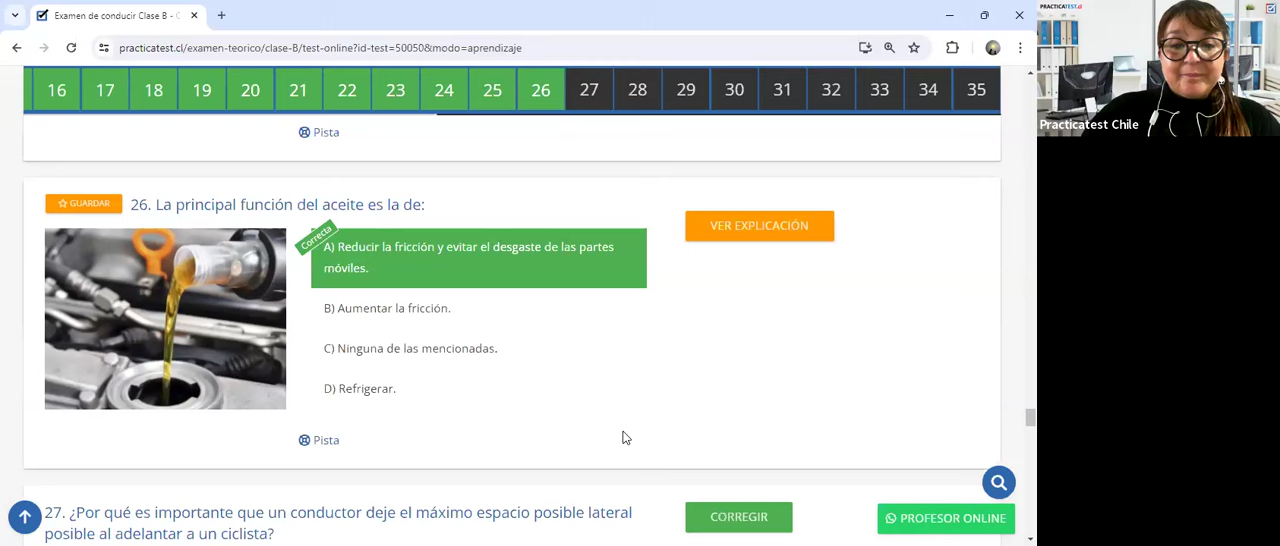 Examen de conducir Clase B - C
practicatest.cl/examen-teorico/clase-B/test-online?id-test=50050&modo=aprendizaje
16 17 18 19 20 21 22 23 24 25 26 27 28 29 30 31 32 33 34 35
Pista
GUARDAR
26. La principal función del aceite es la de:
Correcta
A) Reducir la fricción y evitar el desgaste de las partes
móviles.
B) Aumentar la fricción.
C) Ninguna de las mencionadas.
D) Refrigerar.
Pista
VER EXPLICACIÓN
27. ¿Por qué es importante que un conductor deje el máximo espacio posible lateral
posible al adelantar a un ciclista?
CORREGIR
PROFESOR ONLINE
PRACTICATEST.CL
Practicatest Chile